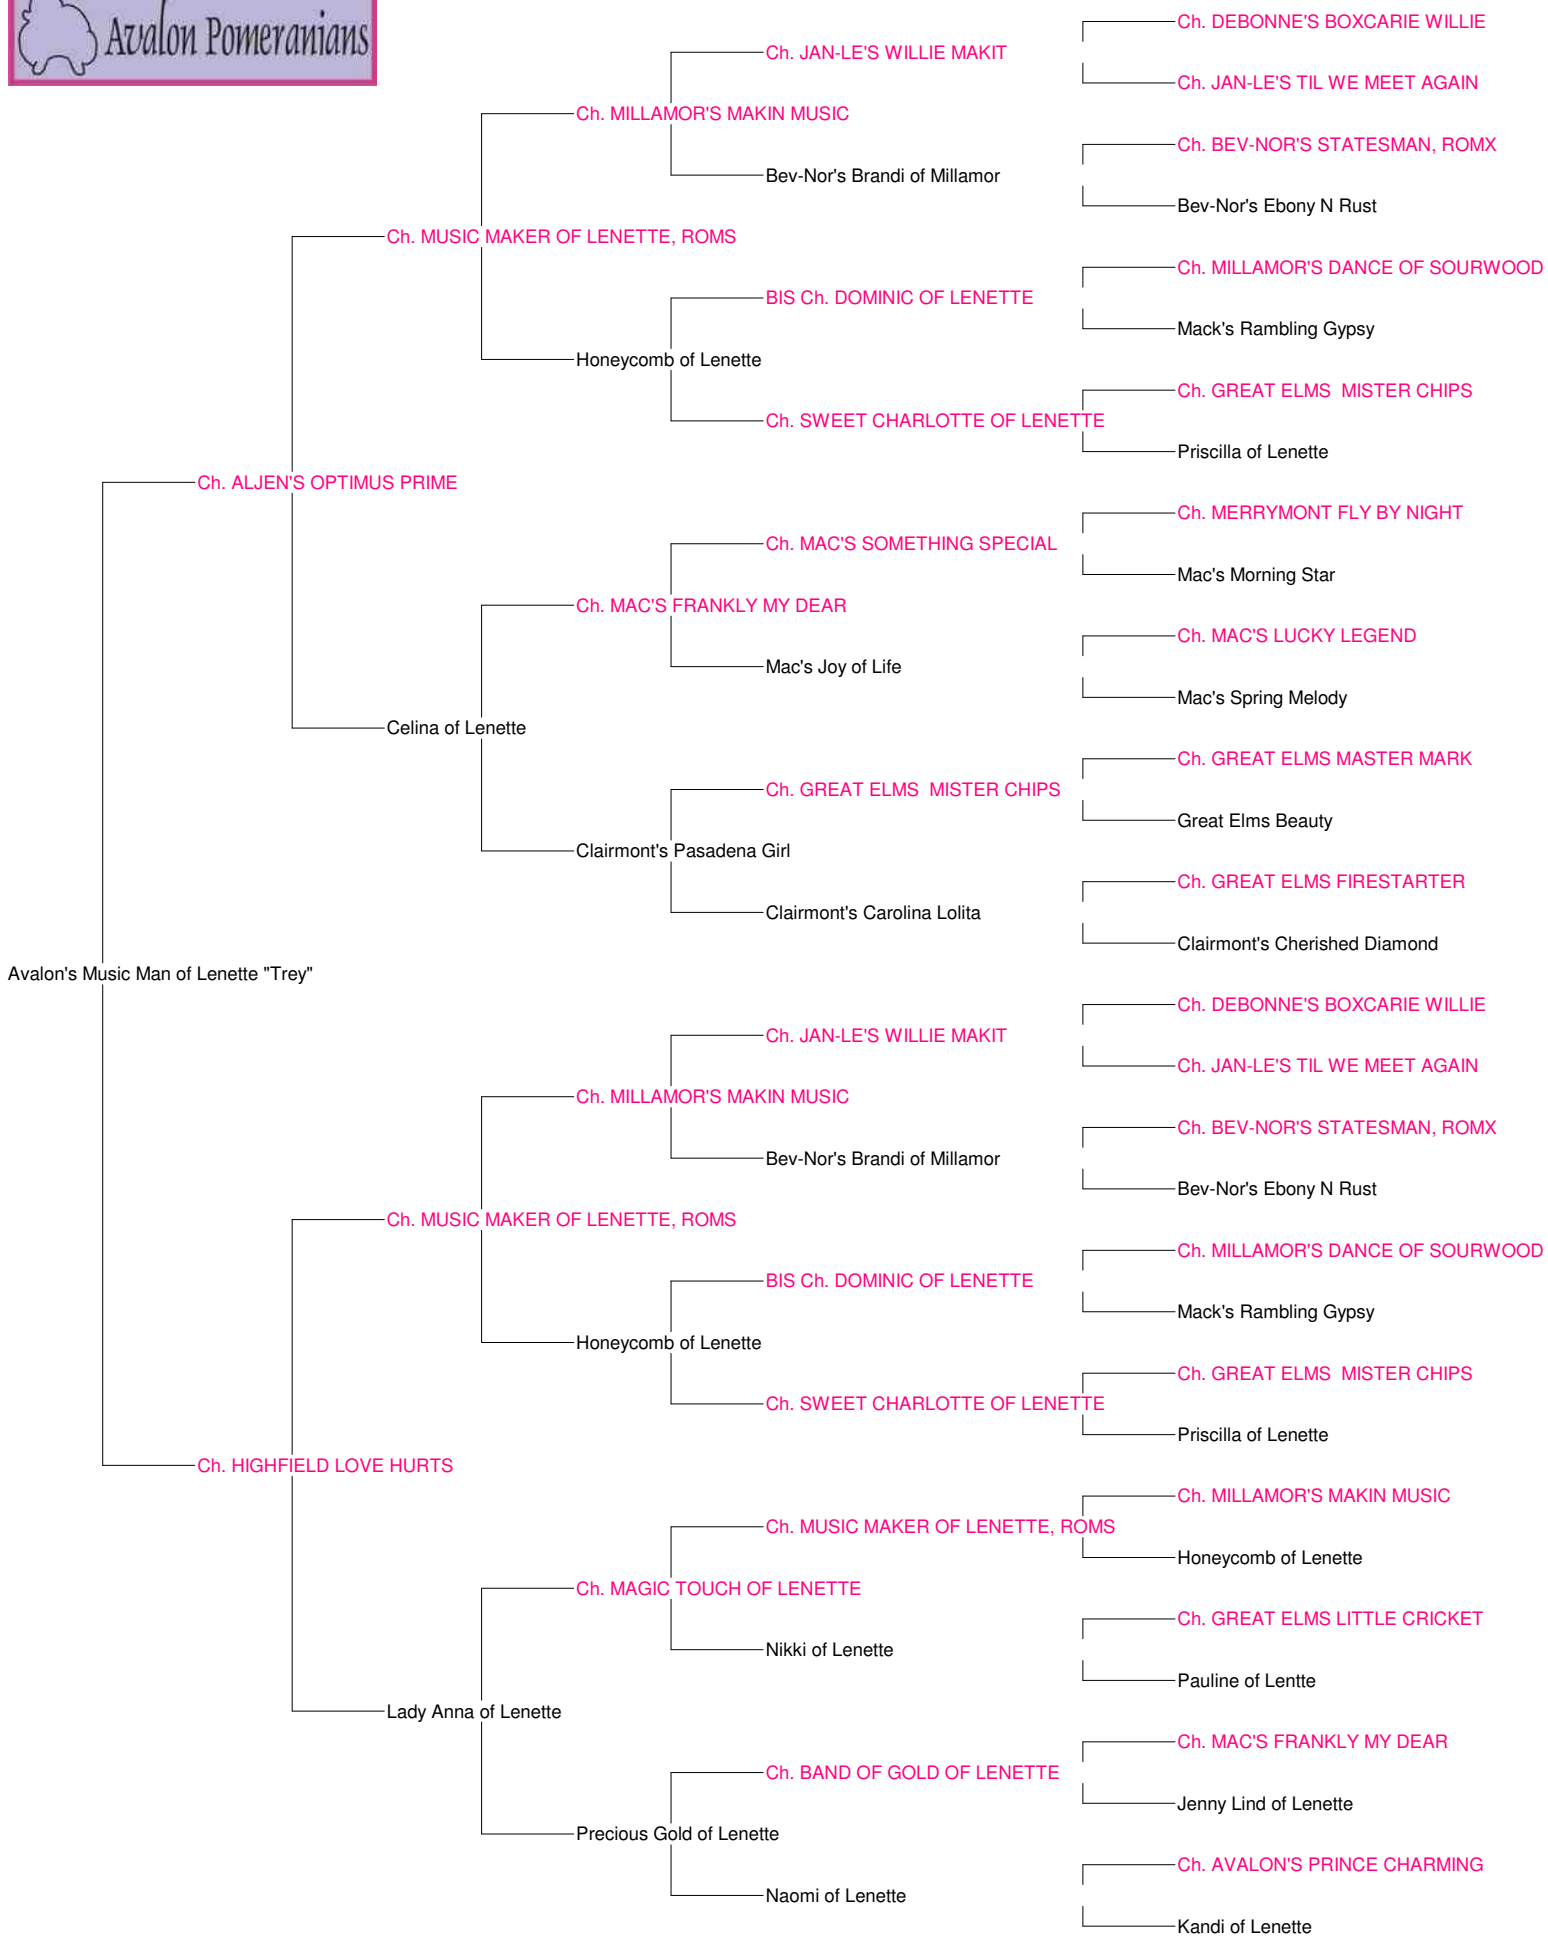 Avalon Pomeranians
Ch. DEBONNE'S BOXCARIE WILLIE
Ch. JAN-LE'S WILLIE MAKIT
Ch. JAN-LE'S TIL WE MEET AGAIN
Ch. MILLAMOR'S MAKIN MUSIC
Ch. BEV-NOR'S STATESMAN, ROMX
Bev-Nor's Brandi of Millamor
Bev-Nor's Ebony N Rust
Ch. MUSIC MAKER OF LENETTE, ROMS
Ch. MILLAMOR'S DANCE OF SOURWOOD
BIS Ch. DOMINIC OF LENETTE
Mack's Rambling Gypsy
Honeycomb of Lenette
Ch. GREAT ELMS  MISTER CHIPS
Ch. SWEET CHARLOTTE OF LENETTE
Priscilla of Lenette
Ch. ALJEN'S OPTIMUS PRIME
Ch. MERRYMONT FLY BY NIGHT
Ch. MAC'S SOMETHING SPECIAL
Mac's Morning Star
Ch. MAC'S FRANKLY MY DEAR
Ch. MAC'S LUCKY LEGEND
Mac's Joy of Life
Mac's Spring Melody
Celina of Lenette
Ch. GREAT ELMS MASTER MARK
Ch. GREAT ELMS  MISTER CHIPS
Great Elms Beauty
Clairmont's Pasadena Girl
Ch. GREAT ELMS FIRESTARTER
Clairmont's Carolina Lolita
Clairmont's Cherished Diamond
Avalon's Music Man of Lenette "Trey"
Ch. DEBONNE'S BOXCARIE WILLIE
Ch. JAN-LE'S WILLIE MAKIT
Ch. JAN-LE'S TIL WE MEET AGAIN
Ch. MILLAMOR'S MAKIN MUSIC
Ch. BEV-NOR'S STATESMAN, ROMX
Bev-Nor's Brandi of Millamor
Bev-Nor's Ebony N Rust
Ch. MUSIC MAKER OF LENETTE, ROMS
Ch. MILLAMOR'S DANCE OF SOURWOOD
BIS Ch. DOMINIC OF LENETTE
Mack's Rambling Gypsy
Honeycomb of Lenette
Ch. GREAT ELMS  MISTER CHIPS
Ch. SWEET CHARLOTTE OF LENETTE
Priscilla of Lenette
Ch. HIGHFIELD LOVE HURTS
Ch. MILLAMOR'S MAKIN MUSIC
Ch. MUSIC MAKER OF LENETTE, ROMS
Honeycomb of Lenette
Ch. MAGIC TOUCH OF LENETTE
Ch. GREAT ELMS LITTLE CRICKET
Nikki of Lenette
Pauline of Lentte
Lady Anna of Lenette
Ch. MAC'S FRANKLY MY DEAR
Ch. BAND OF GOLD OF LENETTE
Jenny Lind of Lenette
Precious Gold of Lenette
Ch. AVALON'S PRINCE CHARMING
Naomi of Lenette
Kandi of Lenette